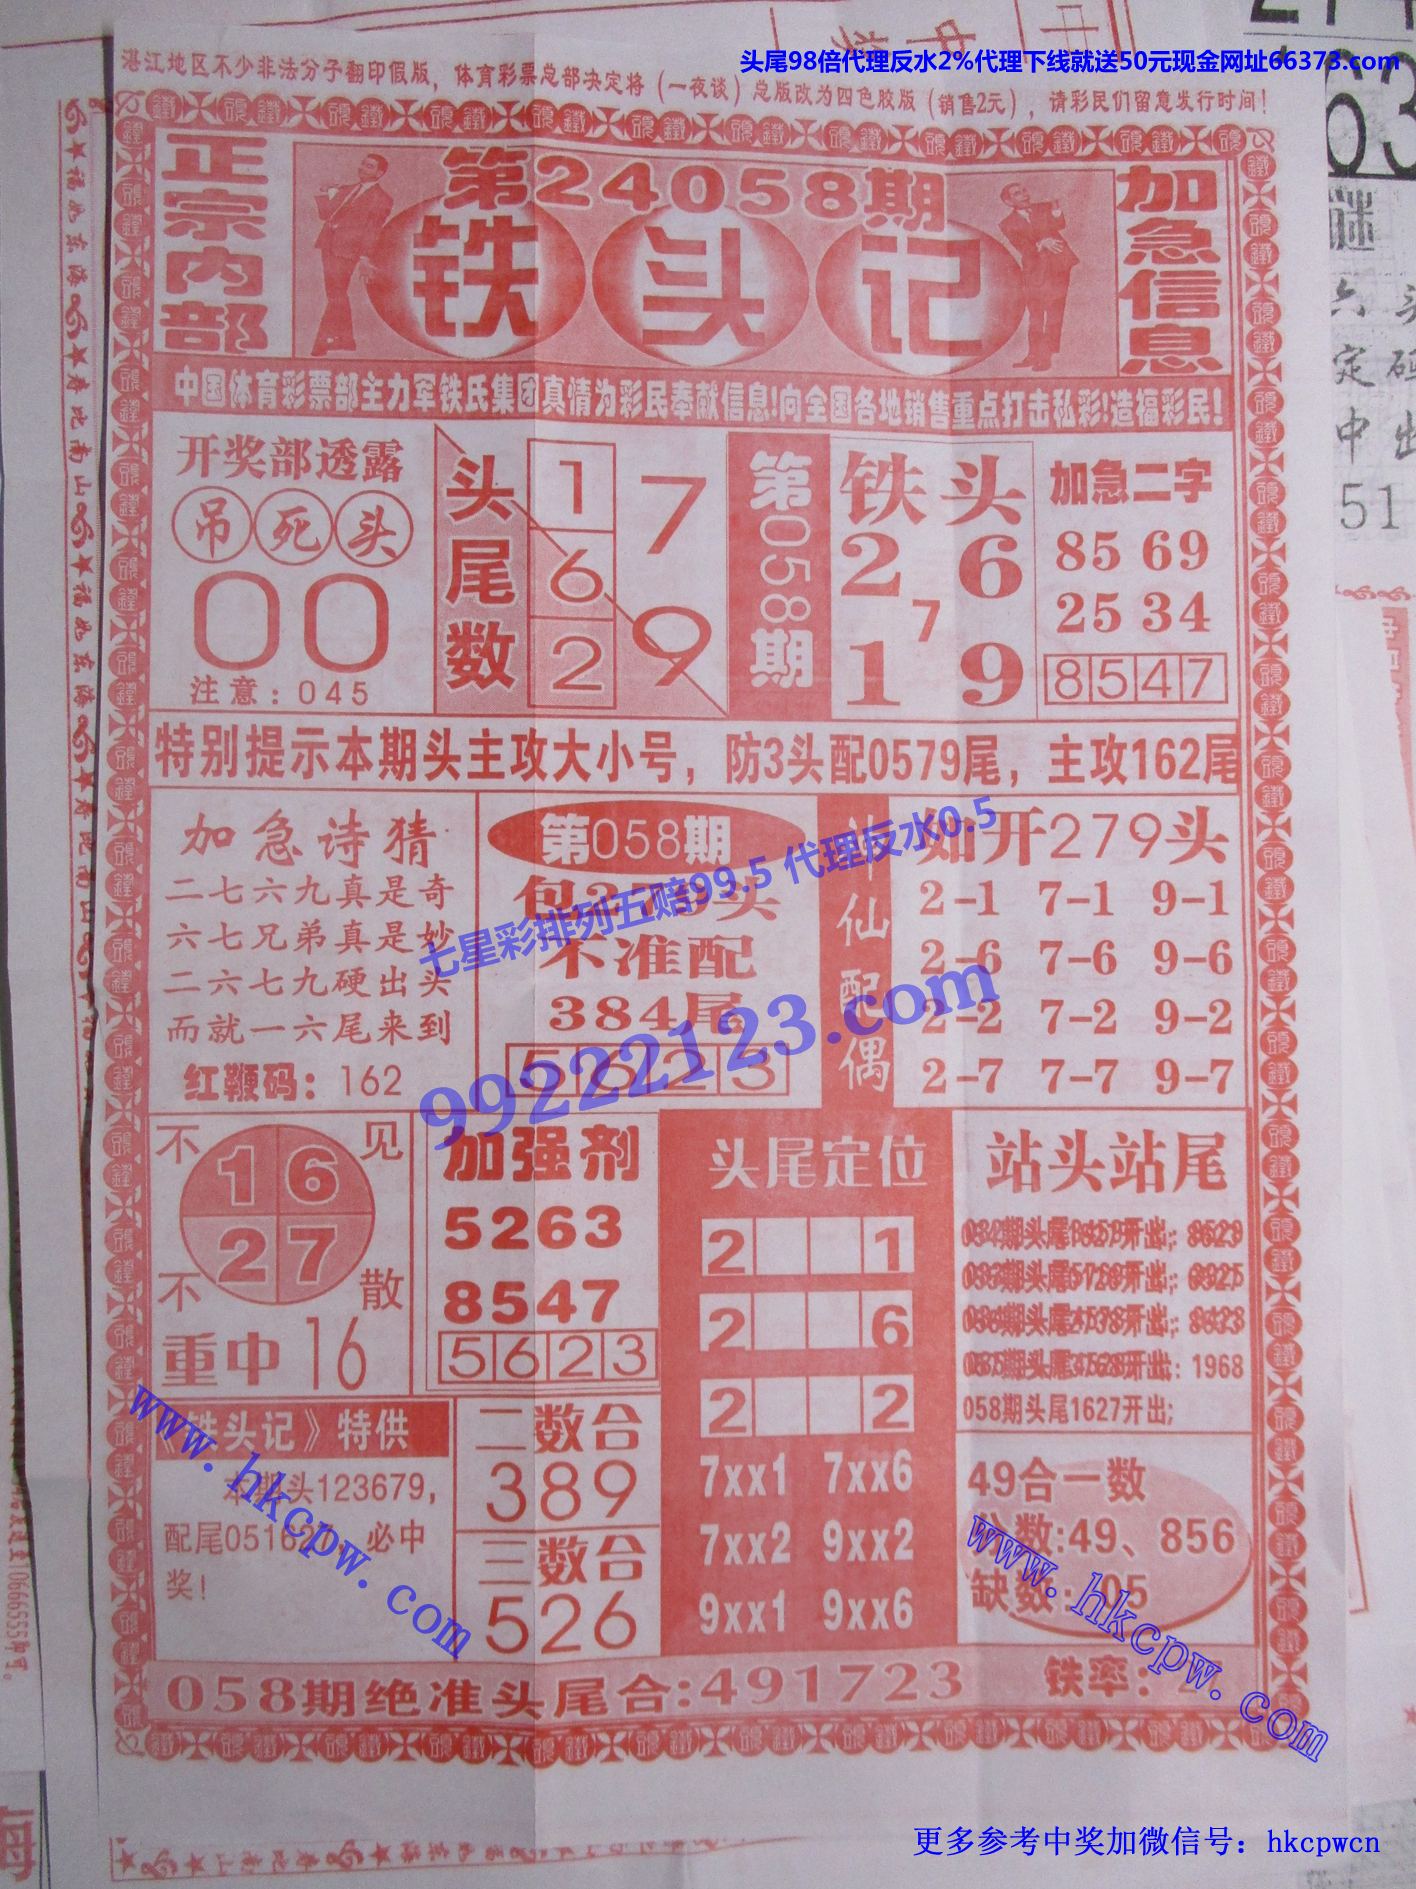 头尾98倍代理反水2%代理下线就送50元现金网址66373.com
湛江地区不少非法分子翻印假版，体育彩票总部决定将（一夜谈）总版改为四色胶版（销售2元），请彩民们留意发行时间！
正宗内部
第24058期
铁头记
加急信息
中国体育彩票部主力军铁氏集团真情为彩民奉献信息!向全国各地销售重点打击私彩!造福彩民!
开奖部透露
吊死头
00
注意：045
头尾数
1 7
6
2 9
第058期
铁头
2 6
7
1 9
加急二字
85 69
25 34
8547
特别提示本期头主攻大小号，防3头配0579尾，主攻162尾
加急诗猜
二七六九真是奇
六七兄弟真是妙
二六七九硬出头
而就一六尾来到
红鞭码：162
第058期
不准配
384尾
5623
仙配偶
如开279头
2-1 7-1 9-1
2-6 7-6 9-6
2-2 7-2 9-2
2-7 7-7 9-7
七星彩排列五赔99.5 代理反水0.5
99222123.com
不见
16
27
不散
重中16
加强剂
5263
8547
5623
头尾定位
2 1
2 6
2 2
7xx1 7xx6
7xx2 9xx2
9xx1 9xx6
站头站尾
1968
058期头尾1627开出;
《铁头记》特供
本期头123679，
必中
奖！
二数合
389
三数合
526
49合一数
分数:49、856
缺数: 05
058期绝准头尾合:491723
铁率：
www.hkcpw.com
www.hkcpw.com
更多参考中奖加微信号：hkcpwcn
谜
定码
中出
51